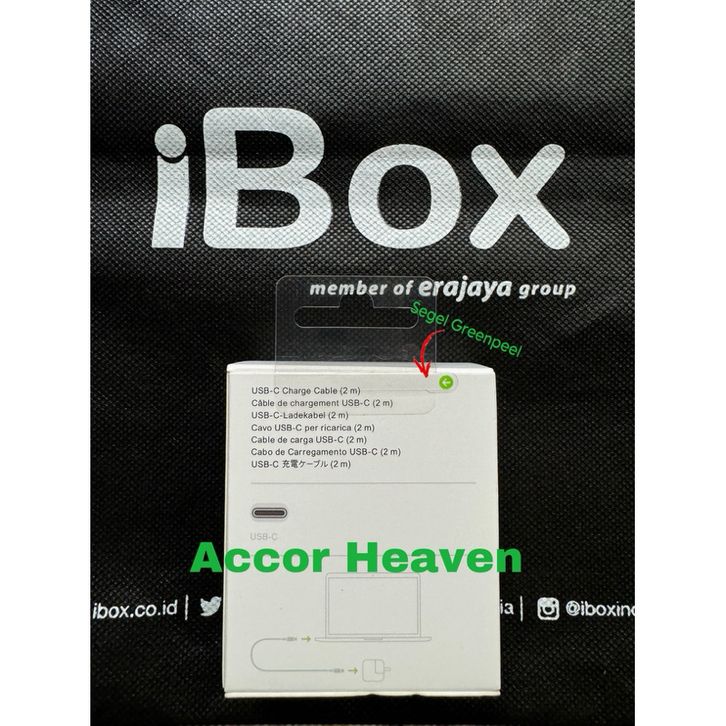 iBox
member of erajaya group
Segel Greenpeel
USB-C Charge Cable (2 m)
Câble de chargement USB-C (2 m)
USB-C-Ladekabel (2 m)
Cavo USB-C per ricarica (2 m)
Cable de carga USB-C (2 m)
Cabo de Carregamento USB-C (2 m)
USB-C 充電ケーブル (2 m)
USB-C
Accor Heaven
ibox.co.id |
ia | @iboxind